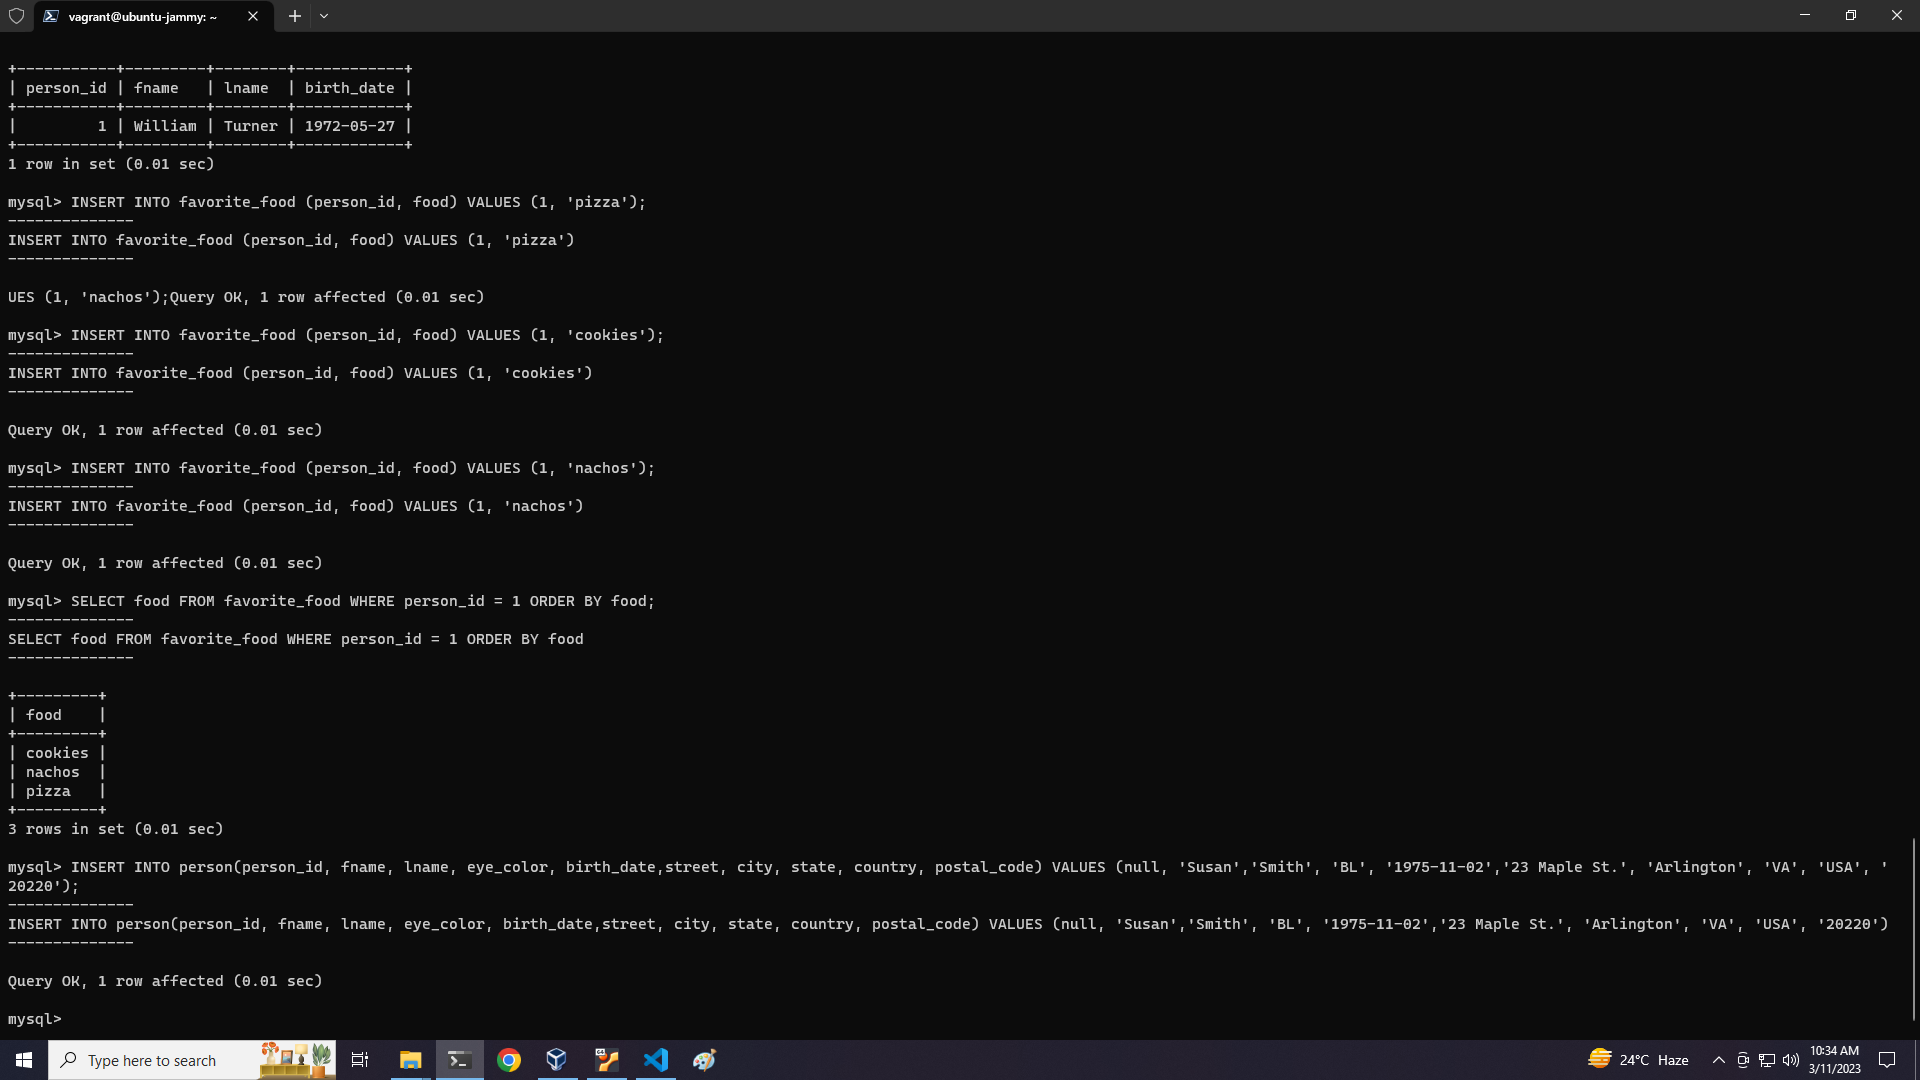 vagrant@ubuntu-jammy: ~
+-----------+---------+--------+------------+
| person_id | fname   | lname  | birth_date |
+-----------+---------+--------+------------+
|         1 | William | Turner | 1972-05-27 |
+-----------+---------+--------+------------+
1 row in set (0.01 sec)
mysql> INSERT INTO favorite_food (person_id, food) VALUES (1, 'pizza');
--------------
INSERT INTO favorite_food (person_id, food) VALUES (1, 'pizza')
--------------
UES (1, 'nachos');Query OK, 1 row affected (0.01 sec)
mysql> INSERT INTO favorite_food (person_id, food) VALUES (1, 'cookies');
--------------
INSERT INTO favorite_food (person_id, food) VALUES (1, 'cookies')
--------------
Query OK, 1 row affected (0.01 sec)
mysql> INSERT INTO favorite_food (person_id, food) VALUES (1, 'nachos');
--------------
INSERT INTO favorite_food (person_id, food) VALUES (1, 'nachos')
--------------
Query OK, 1 row affected (0.01 sec)
mysql> SELECT food FROM favorite_food WHERE person_id = 1 ORDER BY food;
--------------
SELECT food FROM favorite_food WHERE person_id = 1 ORDER BY food
--------------
+---------+
| food    |
+---------+
| cookies |
| nachos  |
| pizza   |
+---------+
3 rows in set (0.01 sec)
mysql> INSERT INTO person(person_id, fname, lname, eye_color, birth_date,street, city, state, country, postal_code) VALUES (null, 'Susan','Smith', 'BL', '1975-11-02','23 Maple St.', 'Arlington', 'VA', 'USA', '
20220');
--------------
INSERT INTO person(person_id, fname, lname, eye_color, birth_date,street, city, state, country, postal_code) VALUES (null, 'Susan','Smith', 'BL', '1975-11-02','23 Maple St.', 'Arlington', 'VA', 'USA', '20220')
--------------
Query OK, 1 row affected (0.01 sec)
mysql>
Type here to search
24°C Haze
10:34 AM
3/11/2023